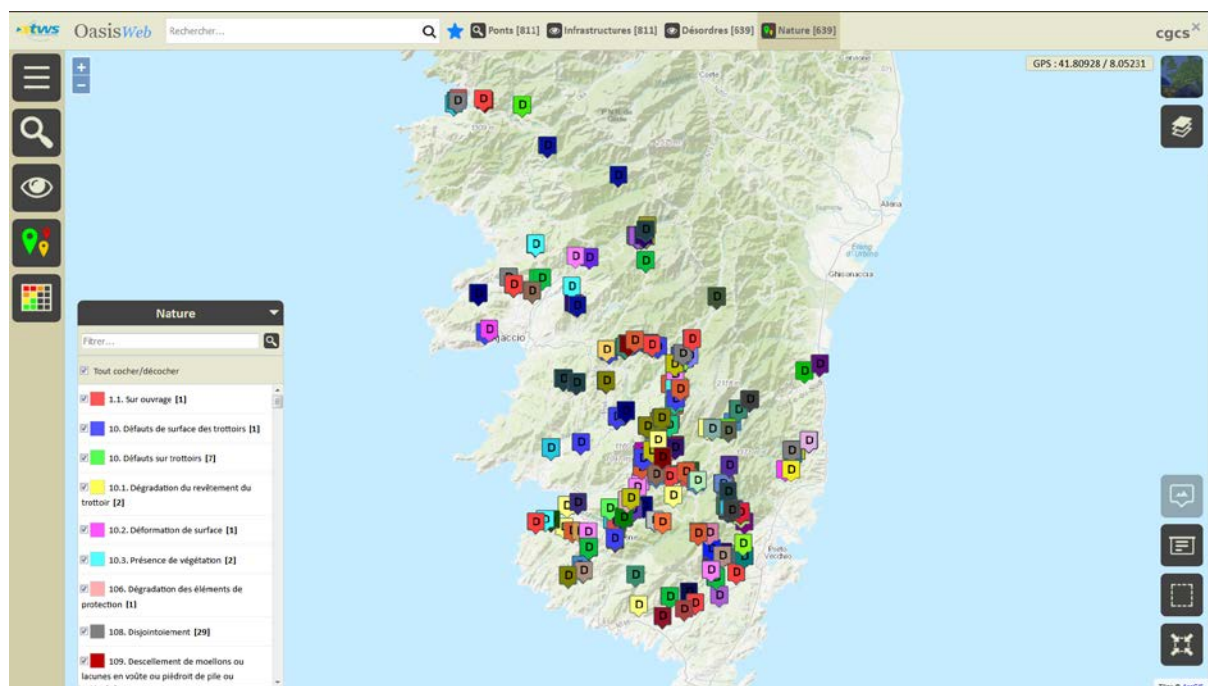 tws OasisWeb Rechercher... Ponts [811] Infrastructures [811] Désordres [639] Nature [639] cgcs ×
GPS : 41.80928 / 8.05231
Corte
Aléria
Ghisonaccia
Porto
Vecchio
Nature
Filtrer...
Tout cocher/décocher
1.1. Sur ouvrage [1]
10. Défauts de surface des trottoirs [1]
10. Défauts sur trottoirs [7]
10.1. Dégradation du revêtement du
trottoir [2]
10.2. Déformation de surface [1]
10.3. Présence de végétation [2]
106. Dégradation des éléments de
protection [1]
108. Disjointoiement [29]
109. Descellement de moellons ou
lacunes en voûte ou piédroit de pile ou